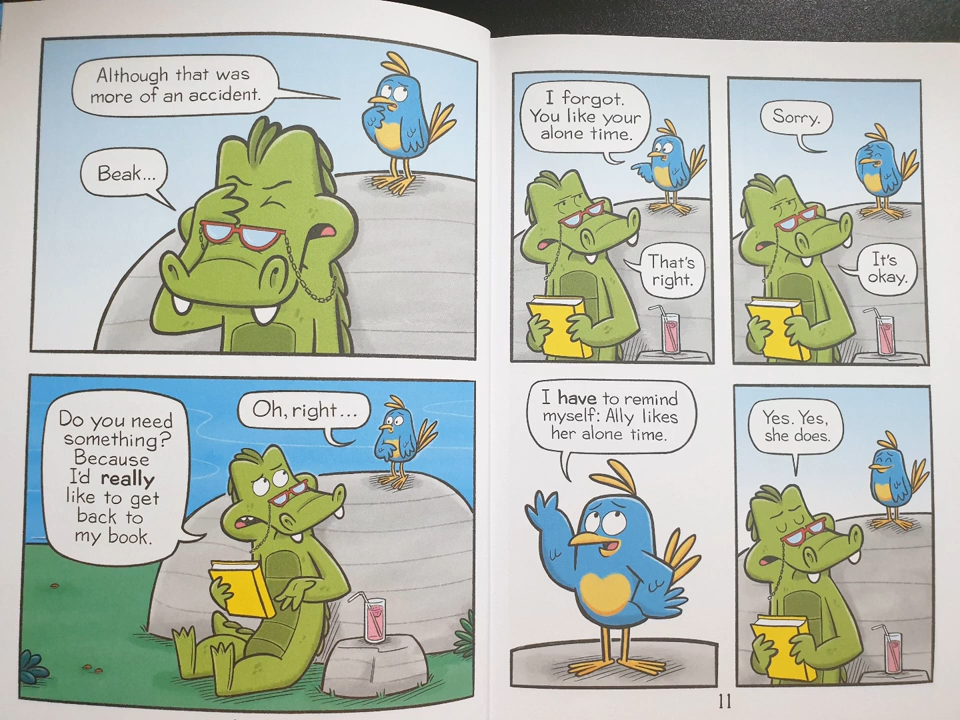 Although that was
more of an accident.
Beak...
Do you need
something?
Because
I'd really
like to get
back to
my book.
Oh, right...
I forgot.
You like your
alone time.
That's
right.
Sorry.
It's
okay.
I have to remind
myself: Ally likes
her alone time.
Yes. Yes,
she does.
11